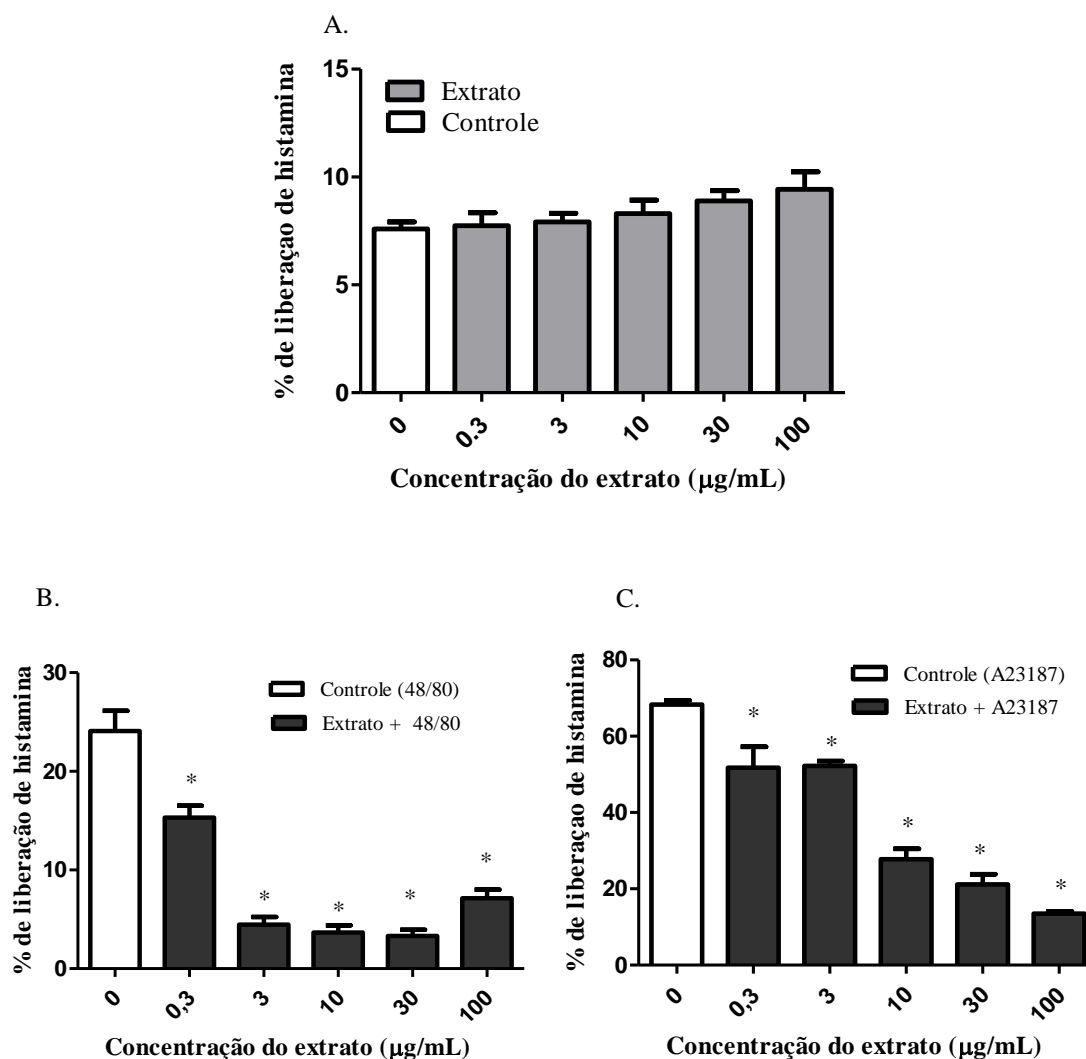 A.
% de liberaçao de histamina
15
10
5
0
Extrato
Controle
0 0.3 3 10 30 100
Concentração do extrato (μg/mL)
B.
% de liberaçao de histamina
30
20
10
0
Controle (48/80)
Extrato + 48/80
* * * * *
0 0,3 3 10 30 100
Concentração do extrato (μg/mL)
C.
% de liberaçao de histamina
80
60
40
20
0
Controle (A23187)
Extrato + A23187
* * * * *
0 0,3 3 10 30 100
Concentração do extrato (μg/mL)